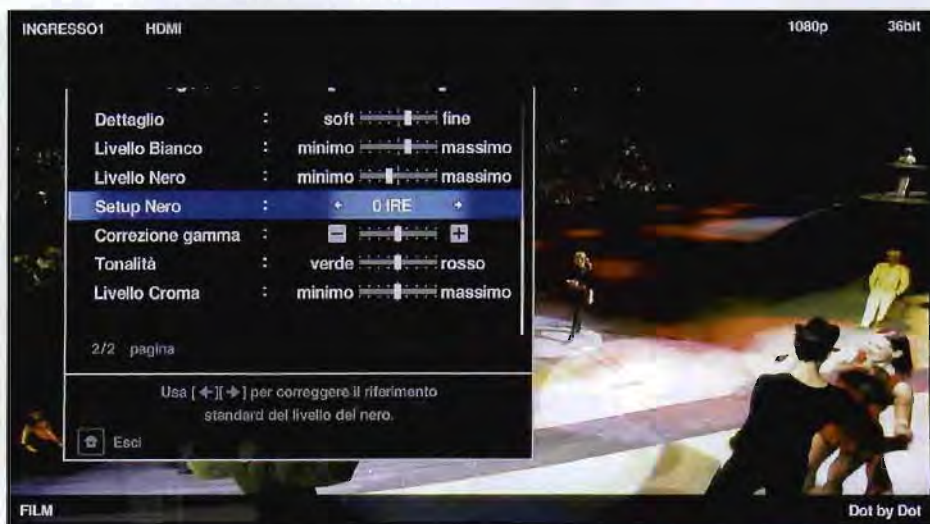 INGRESSO1 HDMI 1080p 36bit
Dettaglio : soft fine
Livello Bianco : minimo massimo
Livello Nero : minimo massimo
Setup Nero : 0 IRE
Correzione gamma : − +
Tonalità : verde rosso
Livello Croma : minimo massimo
2/2 pagina
Usa [←][→] per correggere il riferimento
standard del livello del nero.
Esci
FILM Dot by Dot